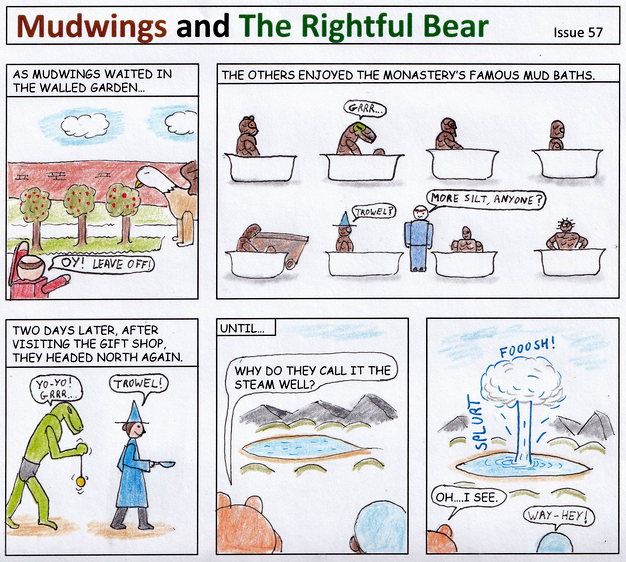 Mudwings and The Rightful Bear
Issue 57
AS MUDWINGS WAITED IN
THE WALLED GARDEN...
OY! LEAVE OFF!
THE OTHERS ENJOYED THE MONASTERY'S FAMOUS MUD BATHS.
GRRR...
TROWEL?
MORE SILT, ANYONE?
TWO DAYS LATER, AFTER
VISITING THE GIFT SHOP,
THEY HEADED NORTH AGAIN.
YO-YO!
GRRR...
TROWEL!
UNTIL...
WHY DO THEY CALL IT THE
STEAM WELL?
FOOOSH!
SPLURT
OH....I SEE.
WAY-HEY!